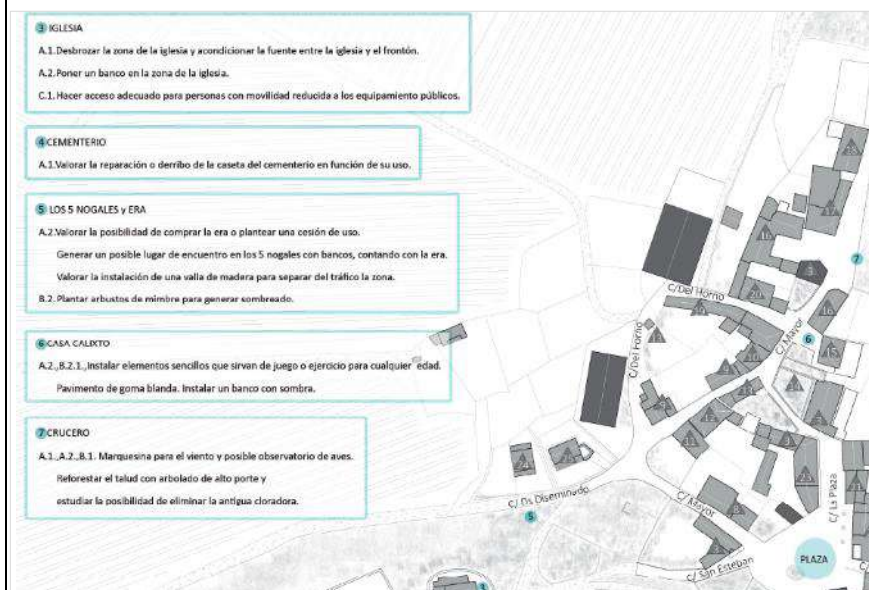 3 IGLESIA
A.1.Desbrozar la zona de la iglesia y acondicionar la fuente entre la iglesia y el frontón.
A.2.Poner un banco en la zona de la iglesia.
C.1.Hacer acceso adecuado para personas con movilidad reducida a los equipamiento públicos.
4 CEMENTERIO
A.1.Valorar la reparación o derribo de la caseta del cementerio en función de su uso.
5 LOS 5 NOGALES y ERA
A.2.Valorar la posibilidad de comprar la era o plantear una cesión de uso.
Generar un posible lugar de encuentro en los 5 nogales con bancos, contando con la era.
Valorar la instalación de una valla de madera para separar del tráfico la zona.
B.2. Plantar arbustos de mimbre para generar sombreado.
6 CASA CALIXTO
A.2.,B.2.1.,Instalar elementos sencillos que sirvan de juego o ejercicio para cualquier edad.
Pavimento de goma blanda. Instalar un banco con sombra.
7 CRUCERO
A.1.,A.2.,B.1. Marquesina para el viento y posible observatorio de aves.
Reforestar el talud con arbolado de alto porte y
estudiar la posibilidad de eliminar la antigua cloradora.
7
C/Del Horno
C/Mayor
6
C/Del Horno
C/ Ds Diseminado
5
C/ Mayor
C/ Ls Plaza
C/ San Esteban
PLAZA
1